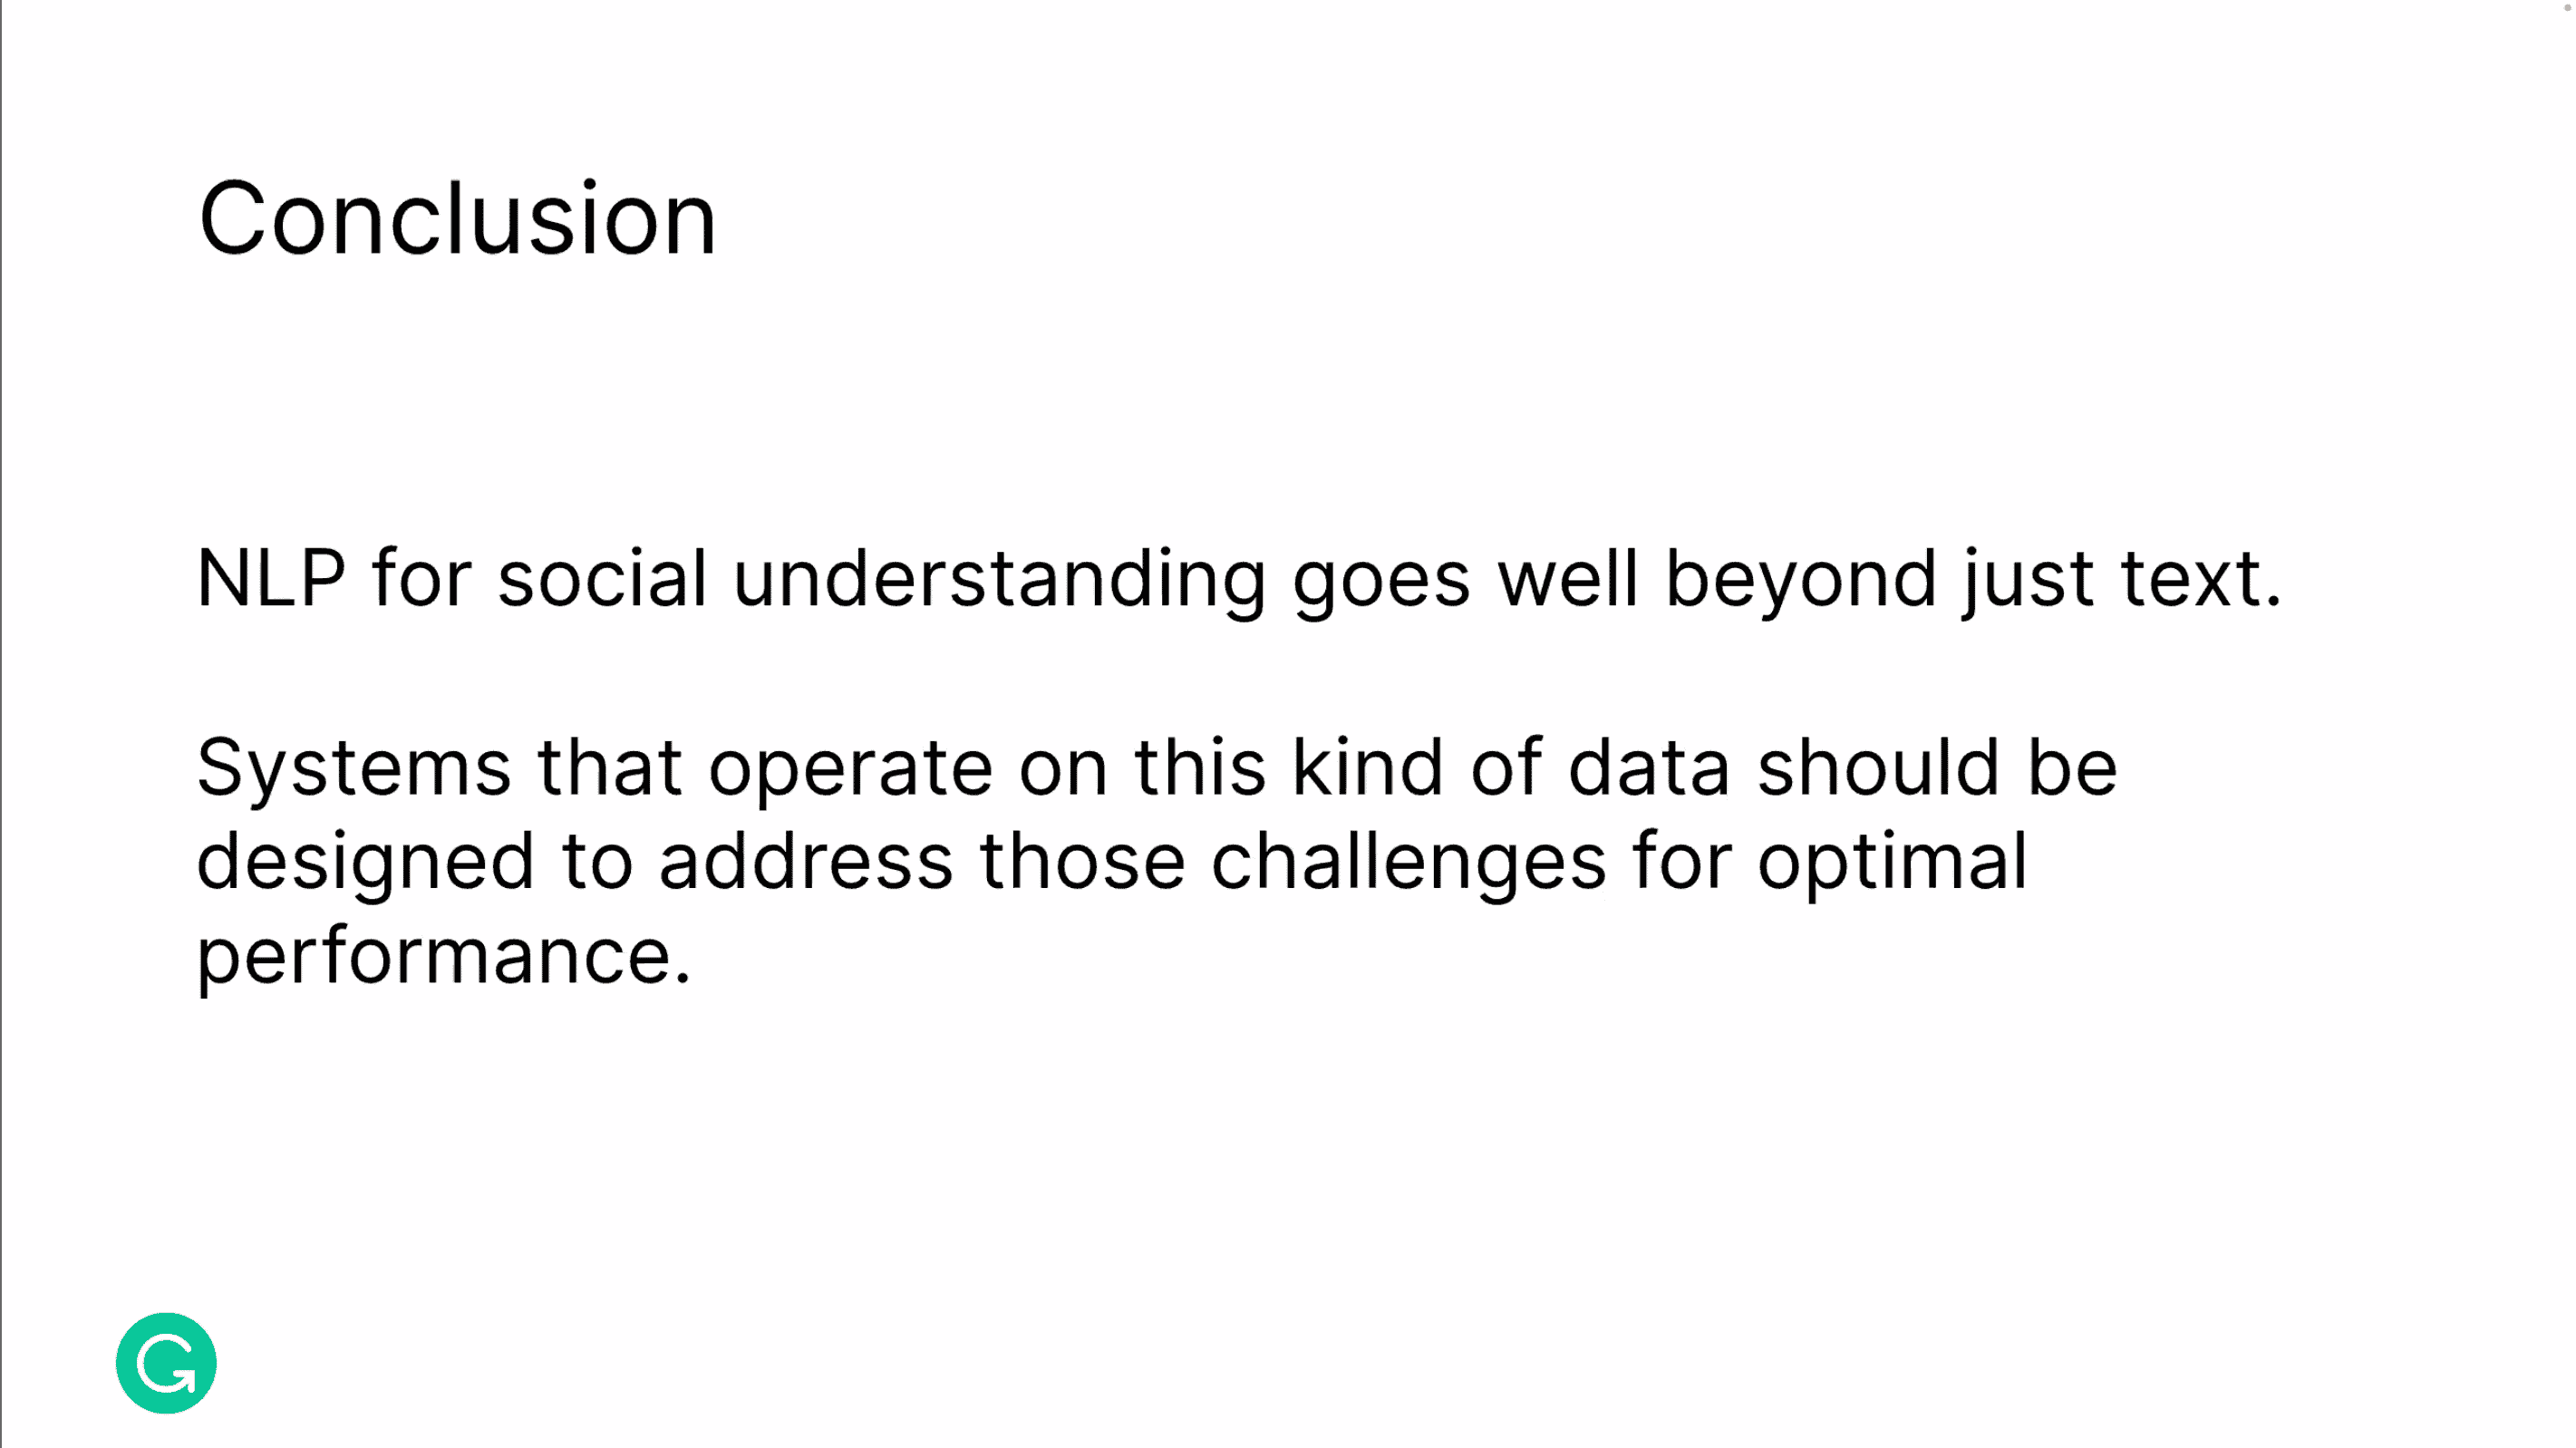 Conclusion
NLP for social understanding goes well beyond just text.
Systems that operate on this kind of data should be
designed to address those challenges for optimal
performance.